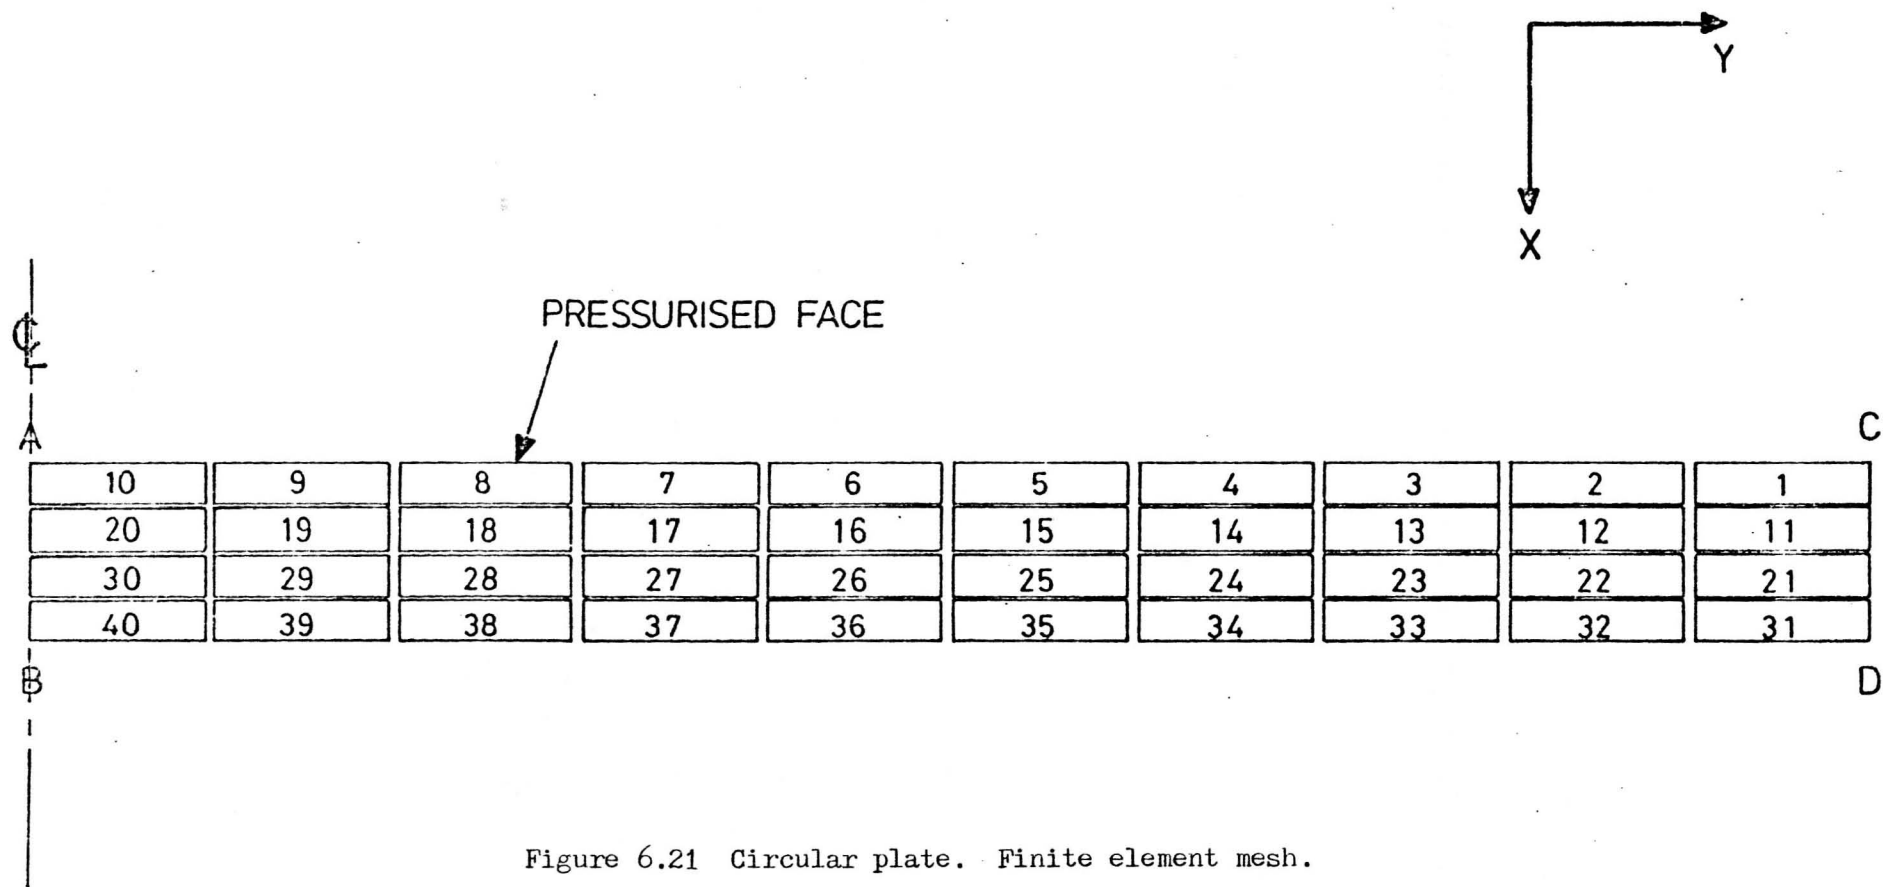 Y
X
PRESSURISED FACE
CL
A
C
10 9 8 7 6 5 4 3 2 1
20 19 18 17 16 15 14 13 12 11
30 29 28 27 26 25 24 23 22 21
40 39 38 37 36 35 34 33 32 31
B
D
Figure 6.21 Circular plate. Finite element mesh.